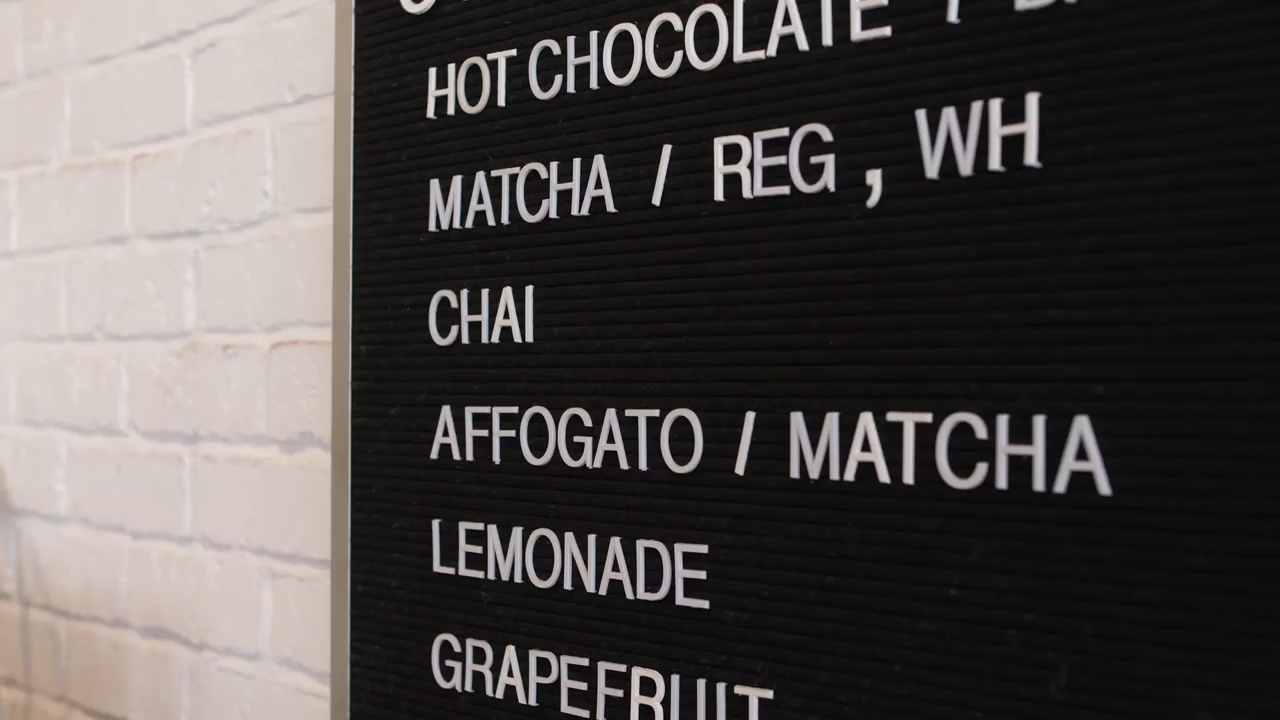 HOT CHOCOLATE /
MATCHA / REG , WH
CHAI
AFFOGATO / MATCHA
LEMONADE
GRAPEFRUIT